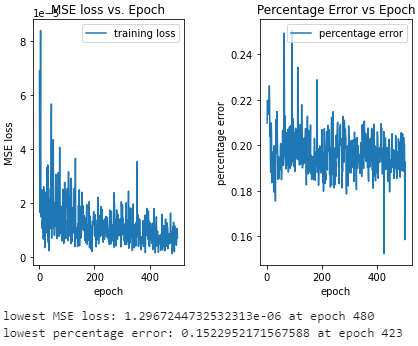 MSE loss vs. Epoch
Percentage Error vs Epoch
1e-5
training loss
percentage error
8
6
4
2
0
MSE loss
0
200
400
epoch
0.24
0.22
0.20
0.18
0.16
percentage error
0
200
400
epoch
lowest MSE loss: 1.2967244732532313e-06 at epoch 480
lowest percentage error: 0.1522952171567588 at epoch 423